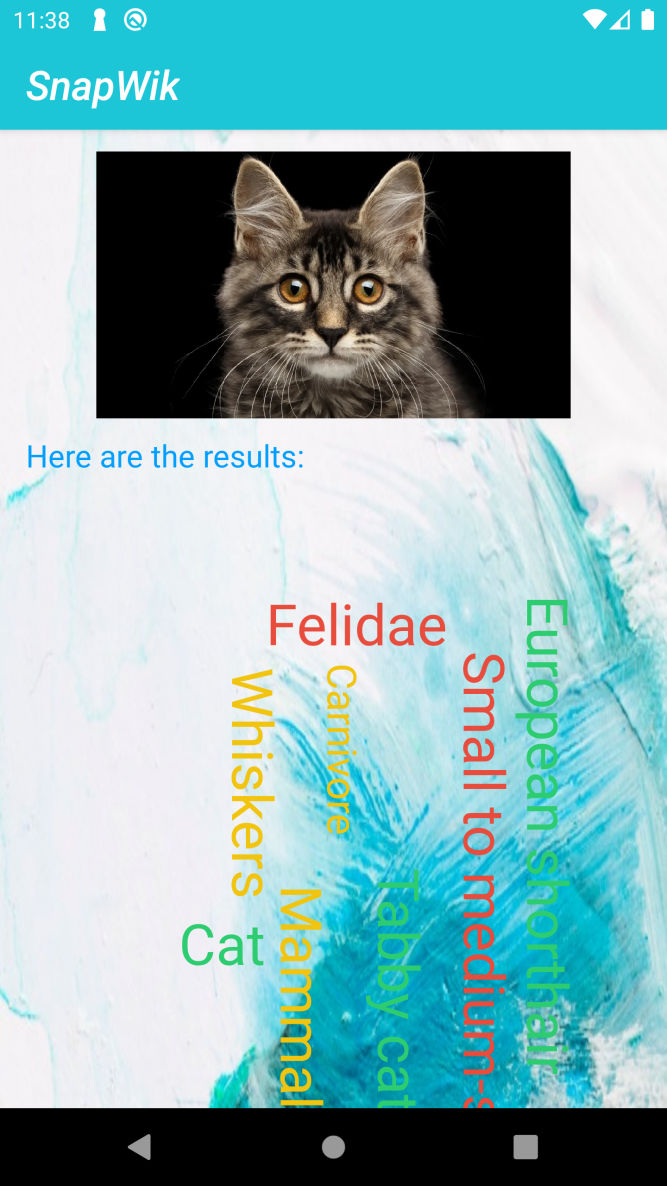 11:38
SnapWik
Here are the results:
Felidae
European shorthair
Small to medium-s
Carnivore
Whiskers
Tabby cat
Mammal
Cat